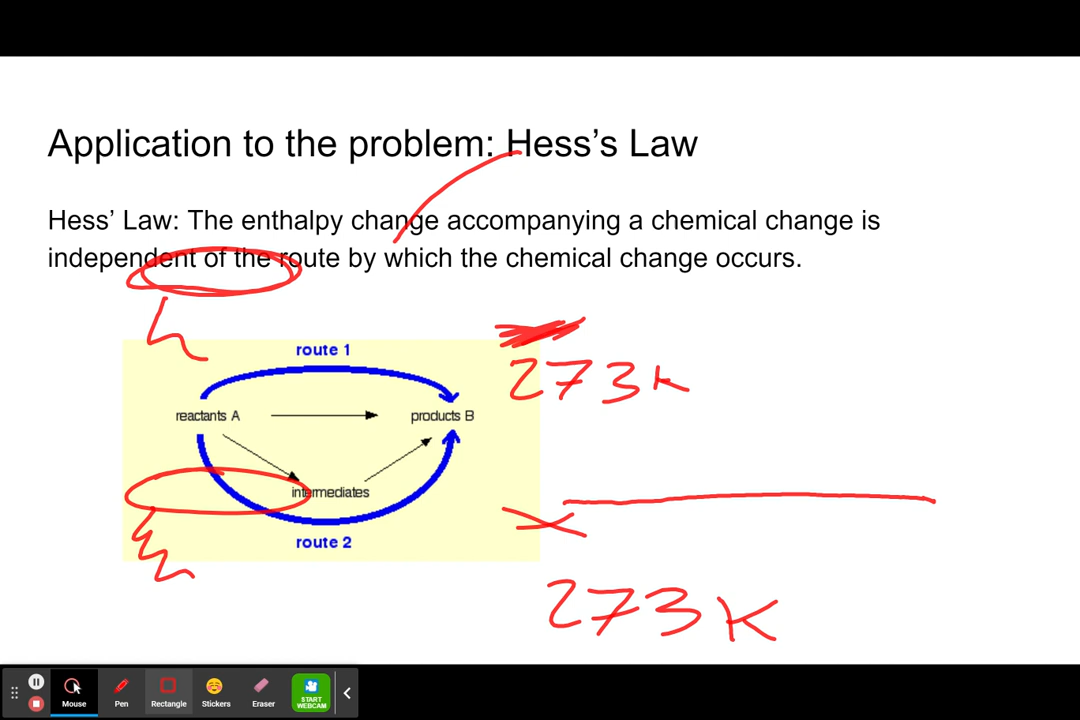 Application to the problem: Hess's Law
Hess' Law: The enthalpy change accompanying a chemical change is
independent of the route by which the chemical change occurs.
route 1
273K
reactants A
products B
intermediates
route 2
273K
Mouse
Pen
Rectangle
Stickers
Eraser
START
WEBCAM